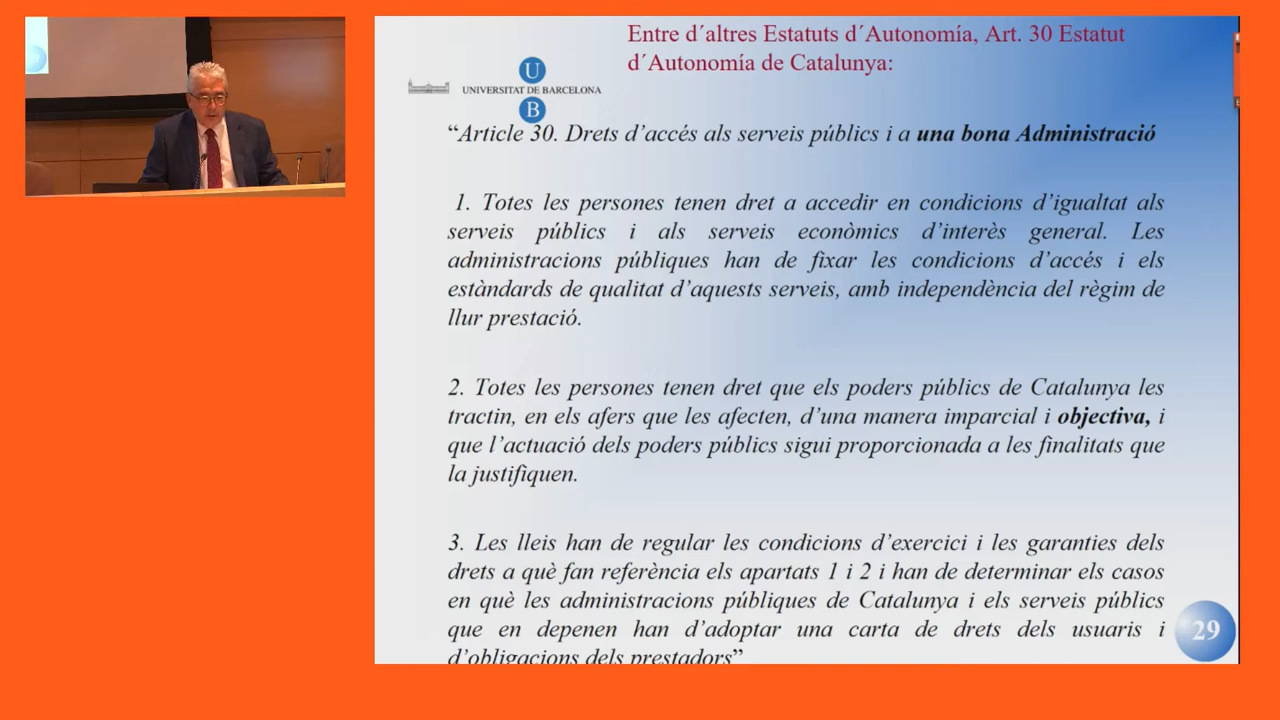 Entre d´altres Estatuts d´Autonomía, Art. 30 Estatut
d´Autonomía de Catalunya:
U
UNIVERSITAT DE BARCELONA
B
“Article 30. Drets d’accés als serveis públics i a una bona Administració
1. Totes les persones tenen dret a accedir en condicions d’igualtat als
serveis públics i als serveis econòmics d’interès general. Les
administracions públiques han de fixar les condicions d’accés i els
estàndards de qualitat d’aquests serveis, amb independència del règim de
llur prestació.
2. Totes les persones tenen dret que els poders públics de Catalunya les
tractin, en els afers que les afecten, d’una manera imparcial i objectiva, i
que l’actuació dels poders públics sigui proporcionada a les finalitats que
la justifiquen.
3. Les lleis han de regular les condicions d’exercici i les garanties dels
drets a què fan referència els apartats 1 i 2 i han de determinar els casos
en què les administracions públiques de Catalunya i els serveis públics
que en depenen han d’adoptar una carta de drets dels usuaris i
d’obligacions dels prestadors”
29